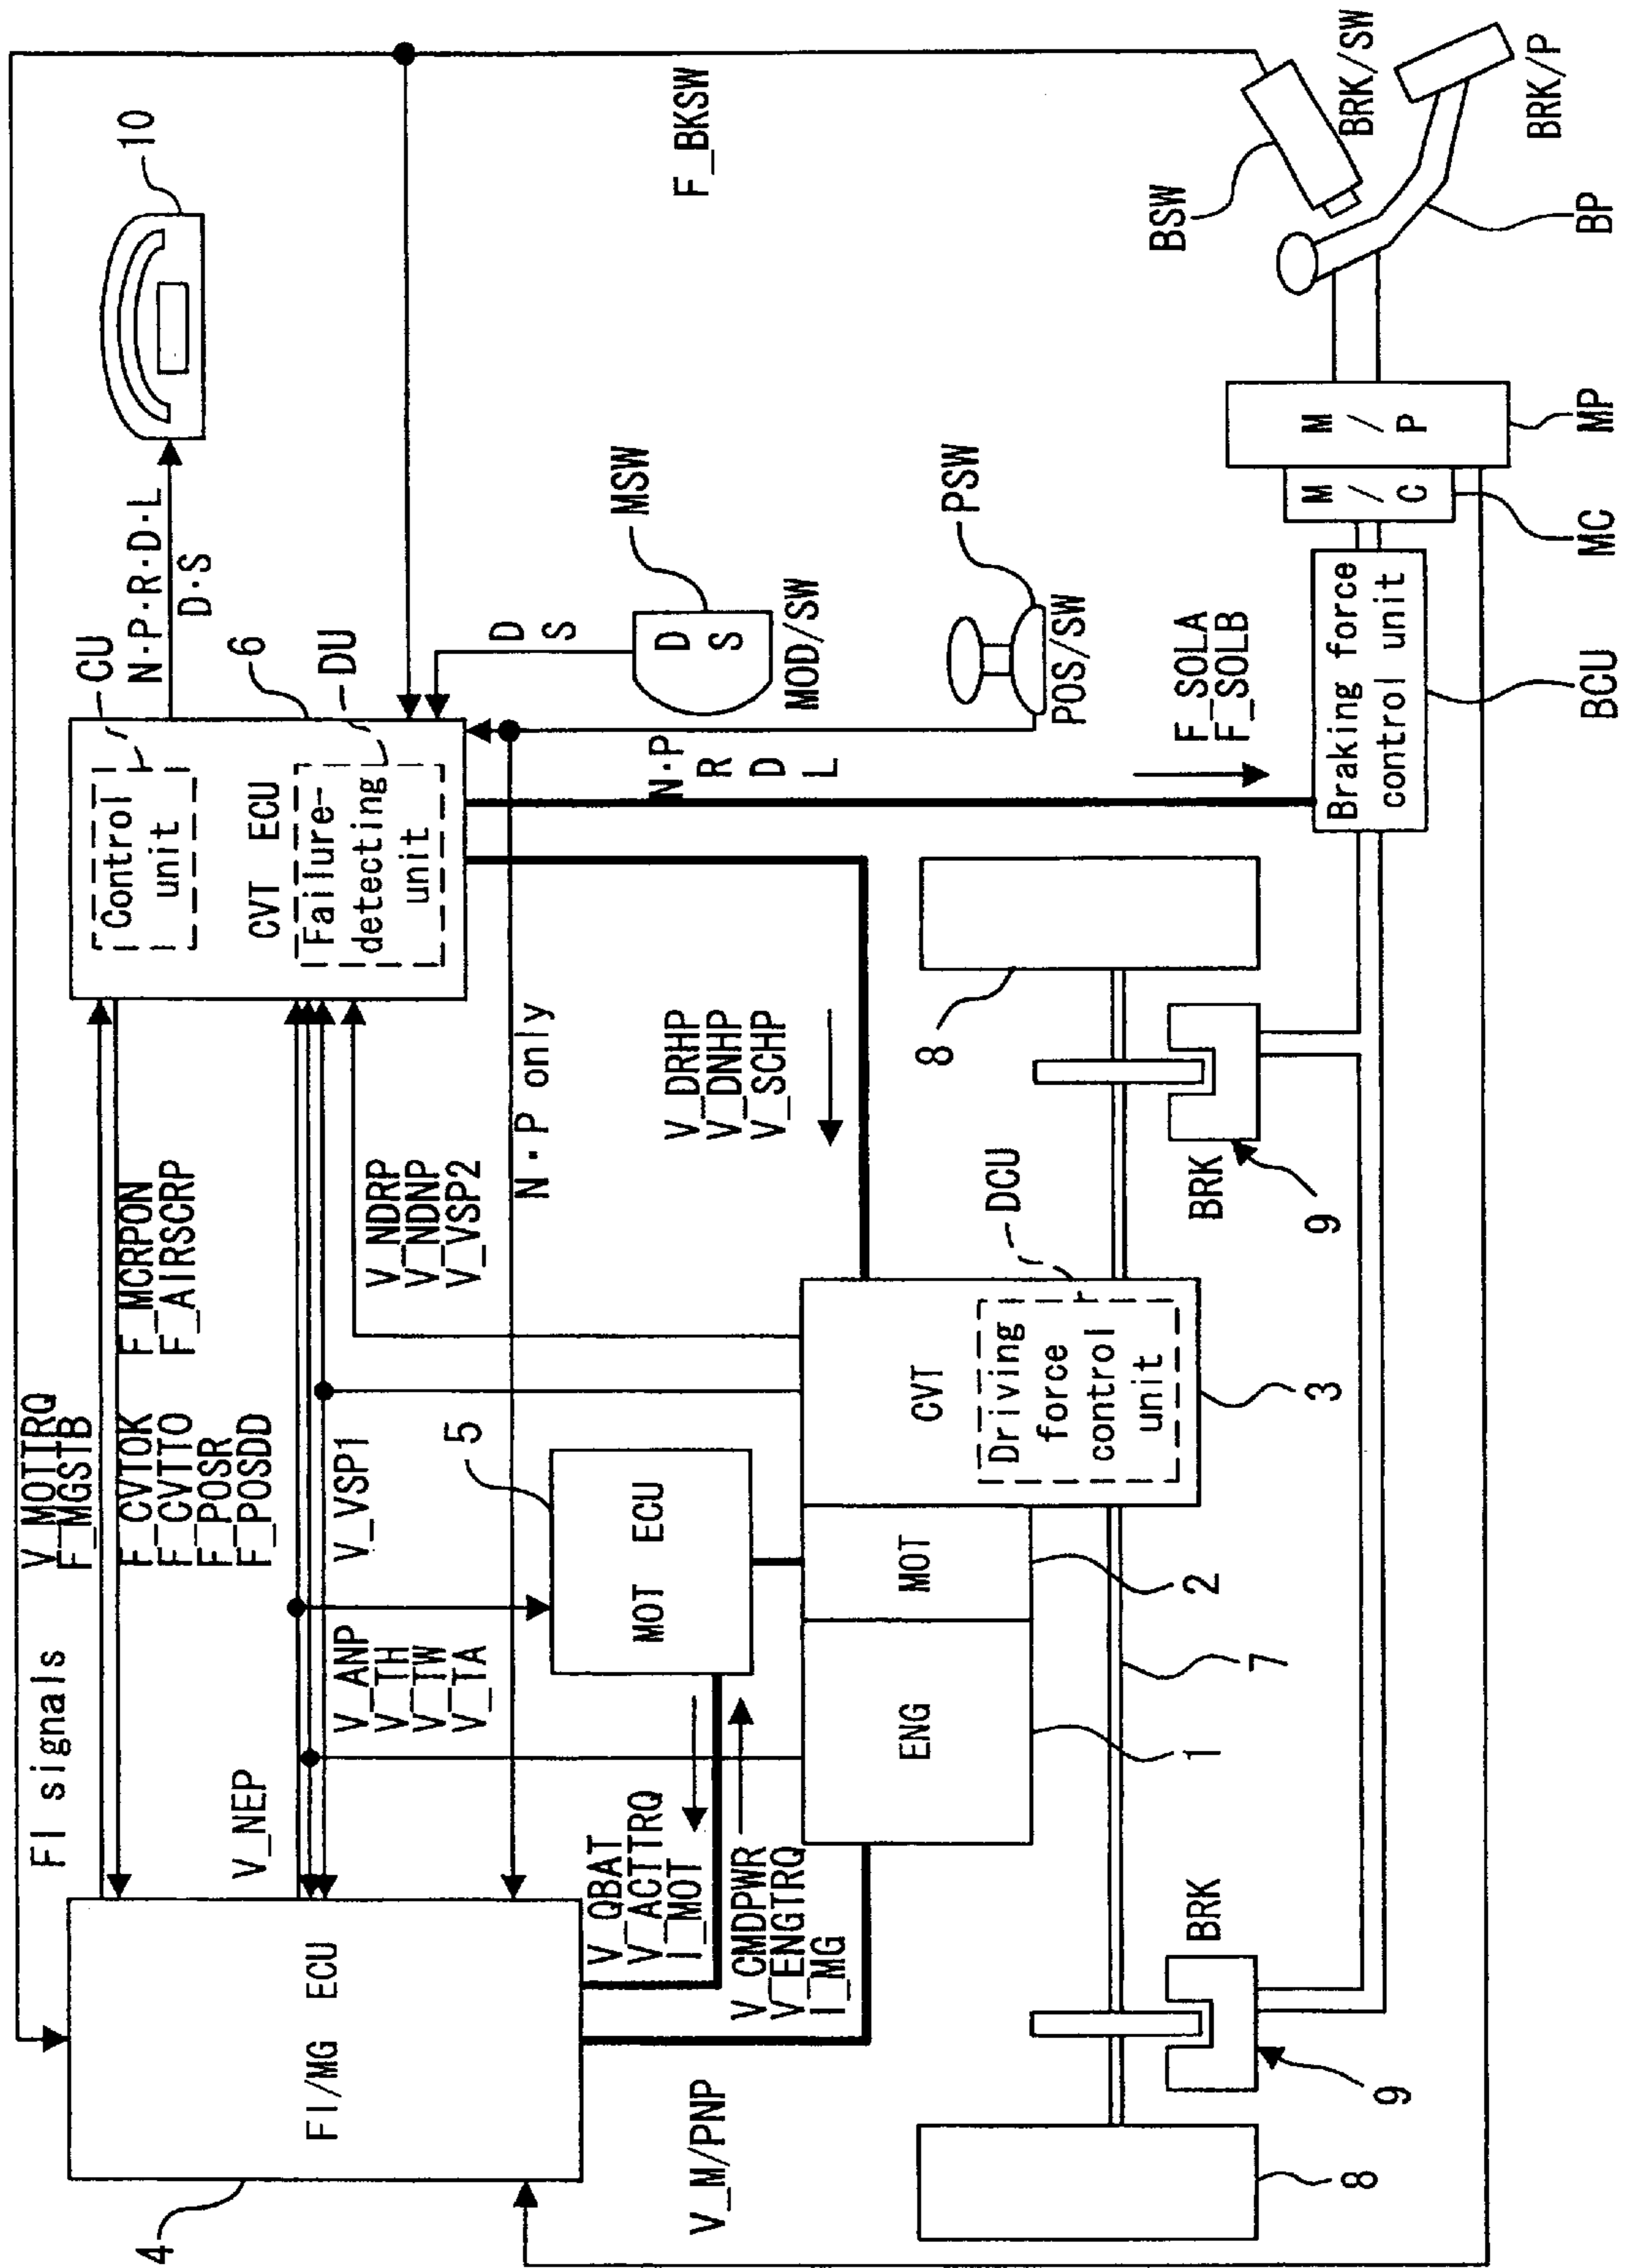 FI signals
V_MOTTRQ
F_MGSTB
F_CVTOK
F_CVTTO
F_POSR
F_POSDD
F_MCRPON
F_AIRSCRP
CU
N·P·R·D·L
D·S
10
4
FI/MG ECU
V_NEP
V_ANP
V_TH
V_TW
V_TA
V_VSP1
V_NDRP
V_NDNP
V_VSP2
Control
unit
CVT ECU
Failure-
detecting
unit
6
DU
F_BKSW
D
S
D
S
MSW
MOD/SW
N·P only
N·P
R
D
L
PSW
POS/SW
V_QBAT
V_ACTTRQ
I_MOT
V_CMDPWR
V_ENGTRQ
I_MG
5
MOT ECU
V_DRHP
V_DNHP
V_SCHP
V_M/PNP
ENG
MOT
CVT
Driving
force
control
unit
DCU
1
2
3
7
8
8
BRK
9
BRK
9
F_SOLA
F_SOLB
Braking force
control unit
BCU
M/C
MC
M/P
MP
BSW
BRK/SW
BRK/P
BP